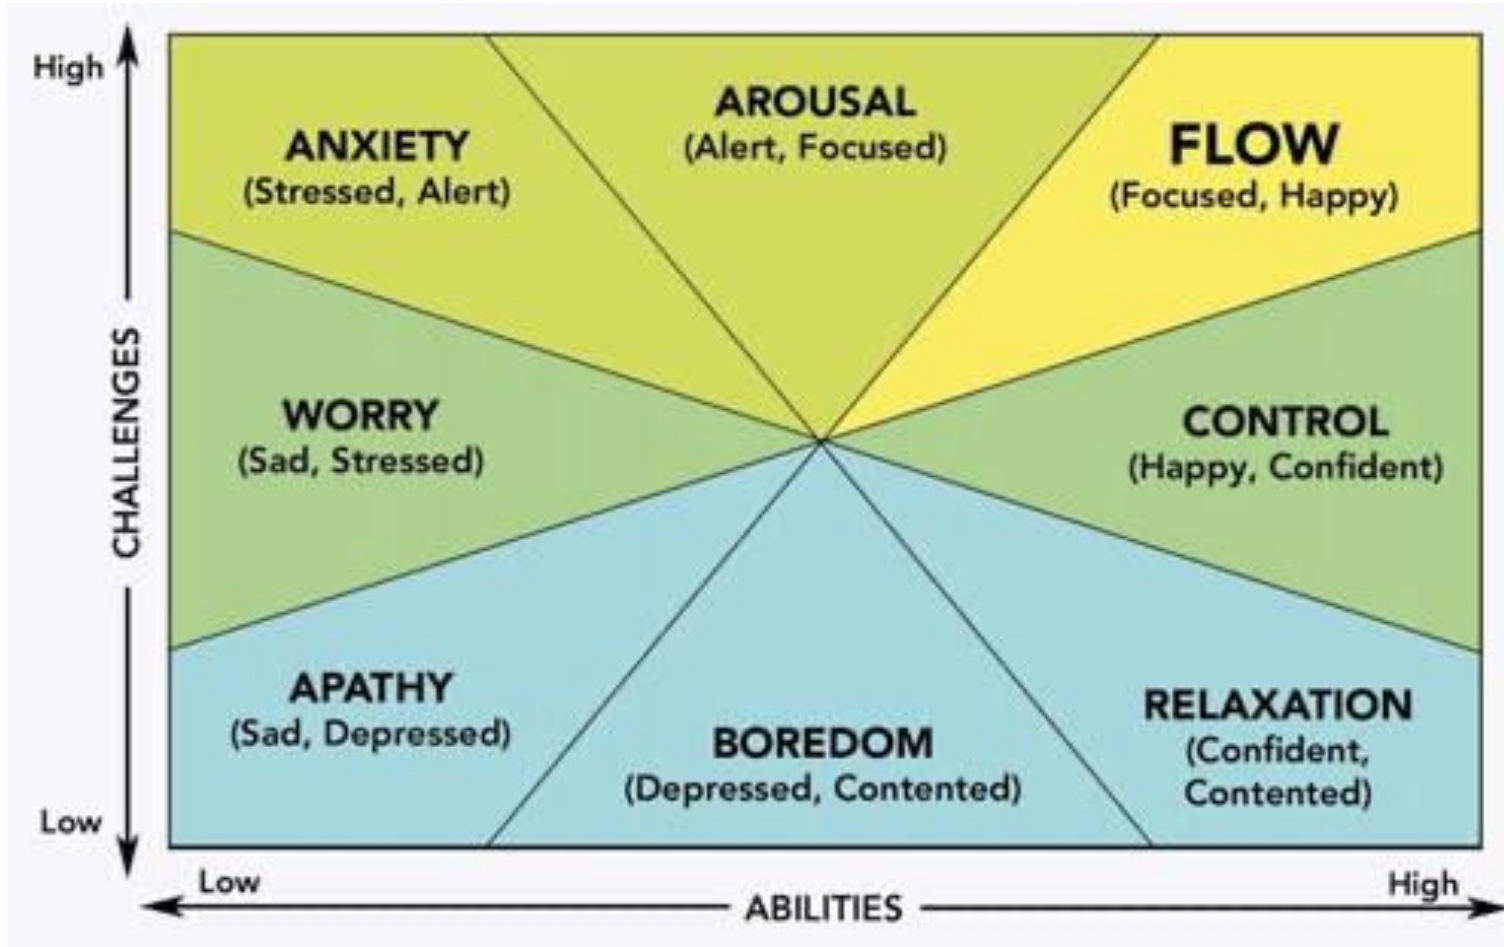 High
AROUSAL
(Alert, Focused)
ANXIETY
(Stressed, Alert)
FLOW
(Focused, Happy)
CHALLENGES
WORRY
(Sad, Stressed)
CONTROL
(Happy, Confident)
APATHY
(Sad, Depressed)
BOREDOM
(Depressed, Contented)
RELAXATION
(Confident,
Contented)
Low
Low
ABILITIES
High